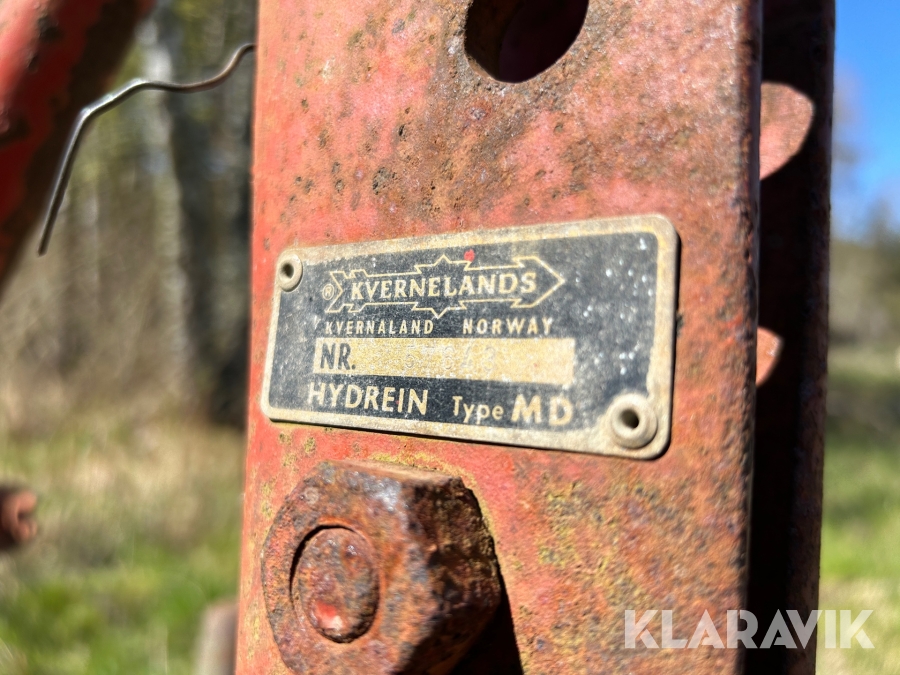 ® KVERNELANDS
KVERNALAND NORWAY
NR.
HYDREIN Type MD
KLARAVIK